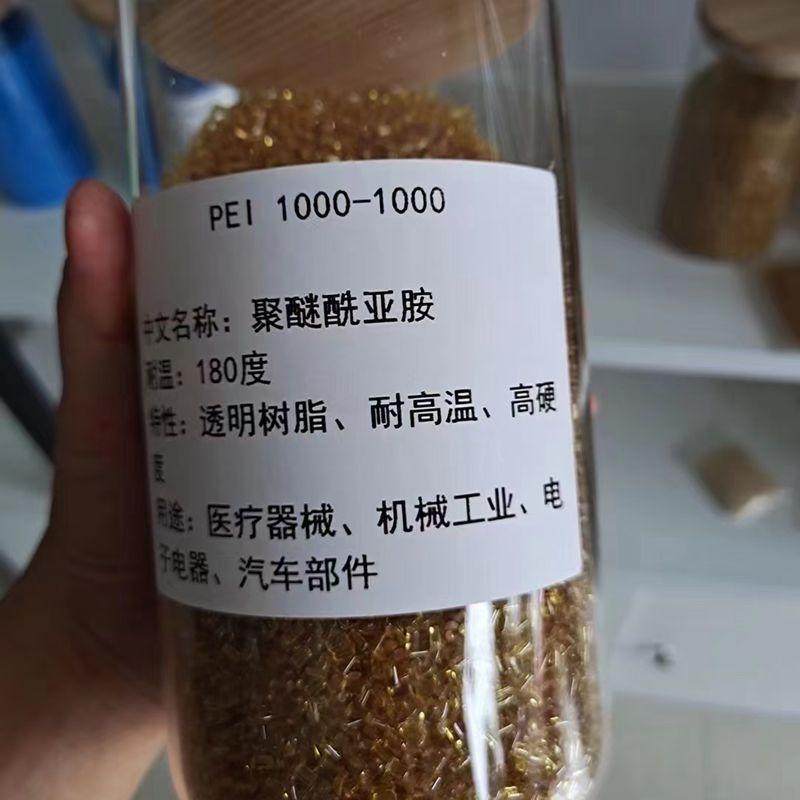 PEI 1000-1000
中文名称：聚醚酰亚胺
耐温：180度
特性：透明树脂、耐高温、高硬
度
用途：医疗器械、机械工业、电
子电器、汽车部件